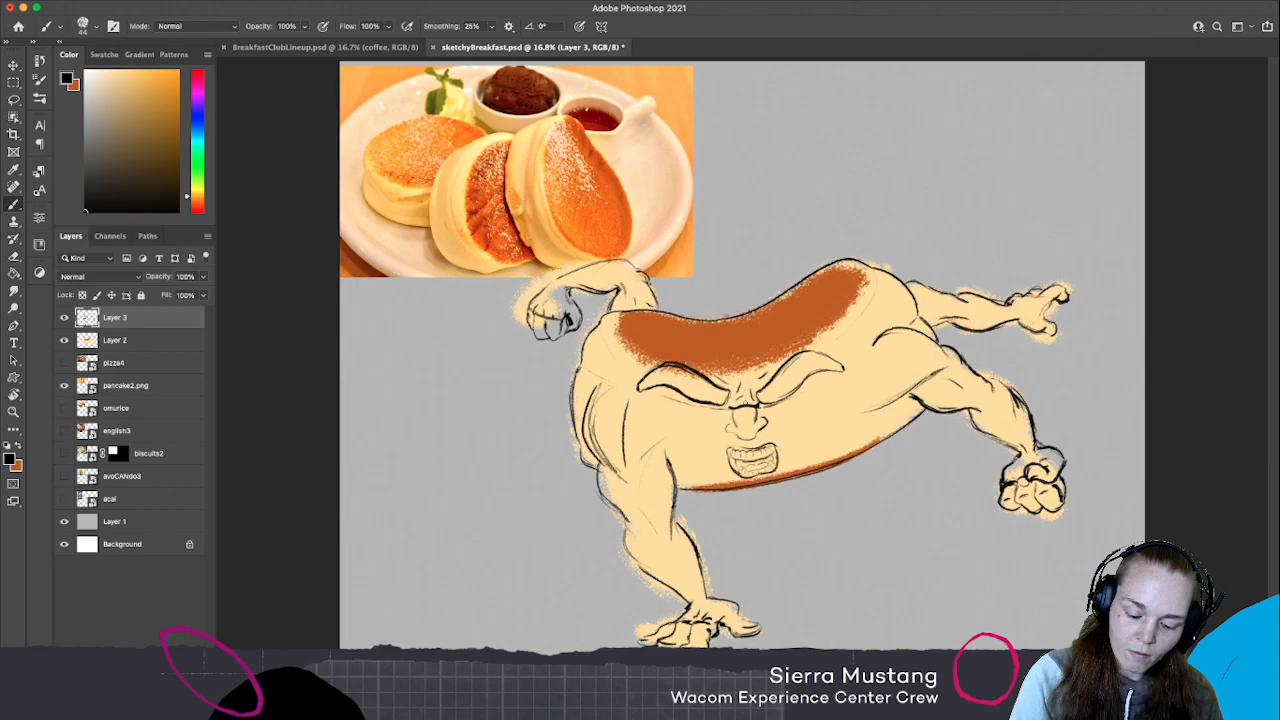 Adobe Photoshop 2021
44 Mode: Normal Opacity: 100% Flow: 100% Smoothing: 25% 0°
BreakfastClubLineup.psd @ 16.7% (coffee, RGB/8) sketchyBreakfast.psd @ 16.8% (Layer 3, RGB/8) *
Color Swatches Gradient Patterns
Layers Channels Paths
Kind
Normal Opacity: 100%
Lock: Fill: 100%
Layer 3
Layer 2
pizza4
pancake2.png
omurice
english3
biscuits2
avoCANdo3
acai
Layer 1
Background
Sierra Mustang
Wacom Experience Center Crew